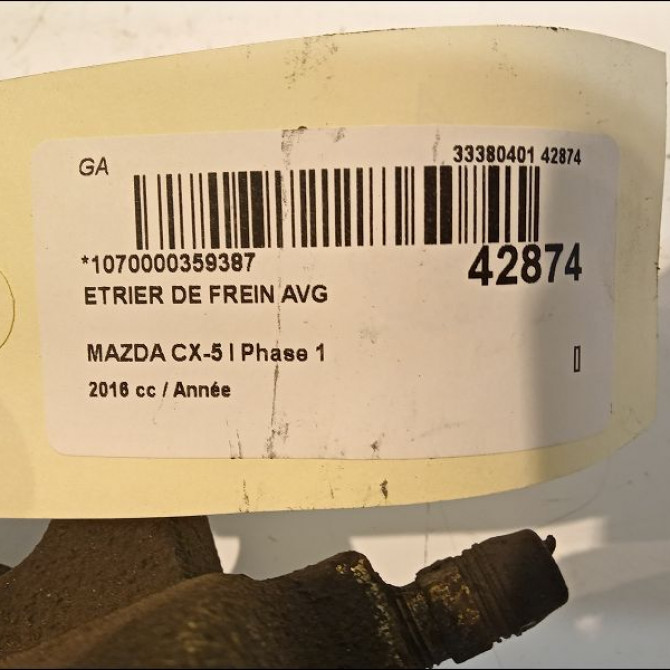 GA
33380401 42874
*1070000359387
42874
ETRIER DE FREIN AVG
MAZDA CX-5 I Phase 1
2016 cc / Année